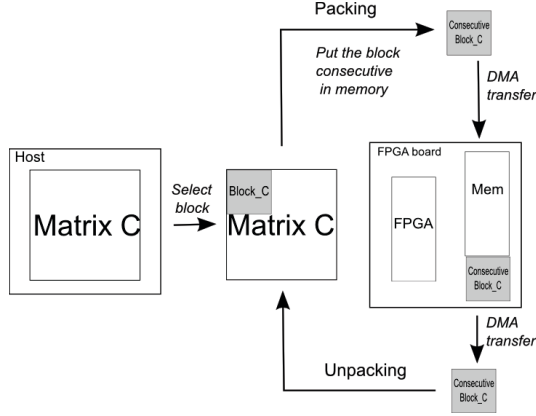 Packing
Consecutive
Block_C
Put the block
consecutive
in memory
DMA
transfer
Host
Matrix C
Select
block
Block_C
Matrix C
FPGA board
FPGA
Mem
Consecutive
Block_C
DMA
transfer
Unpacking
Consecutive
Block_C